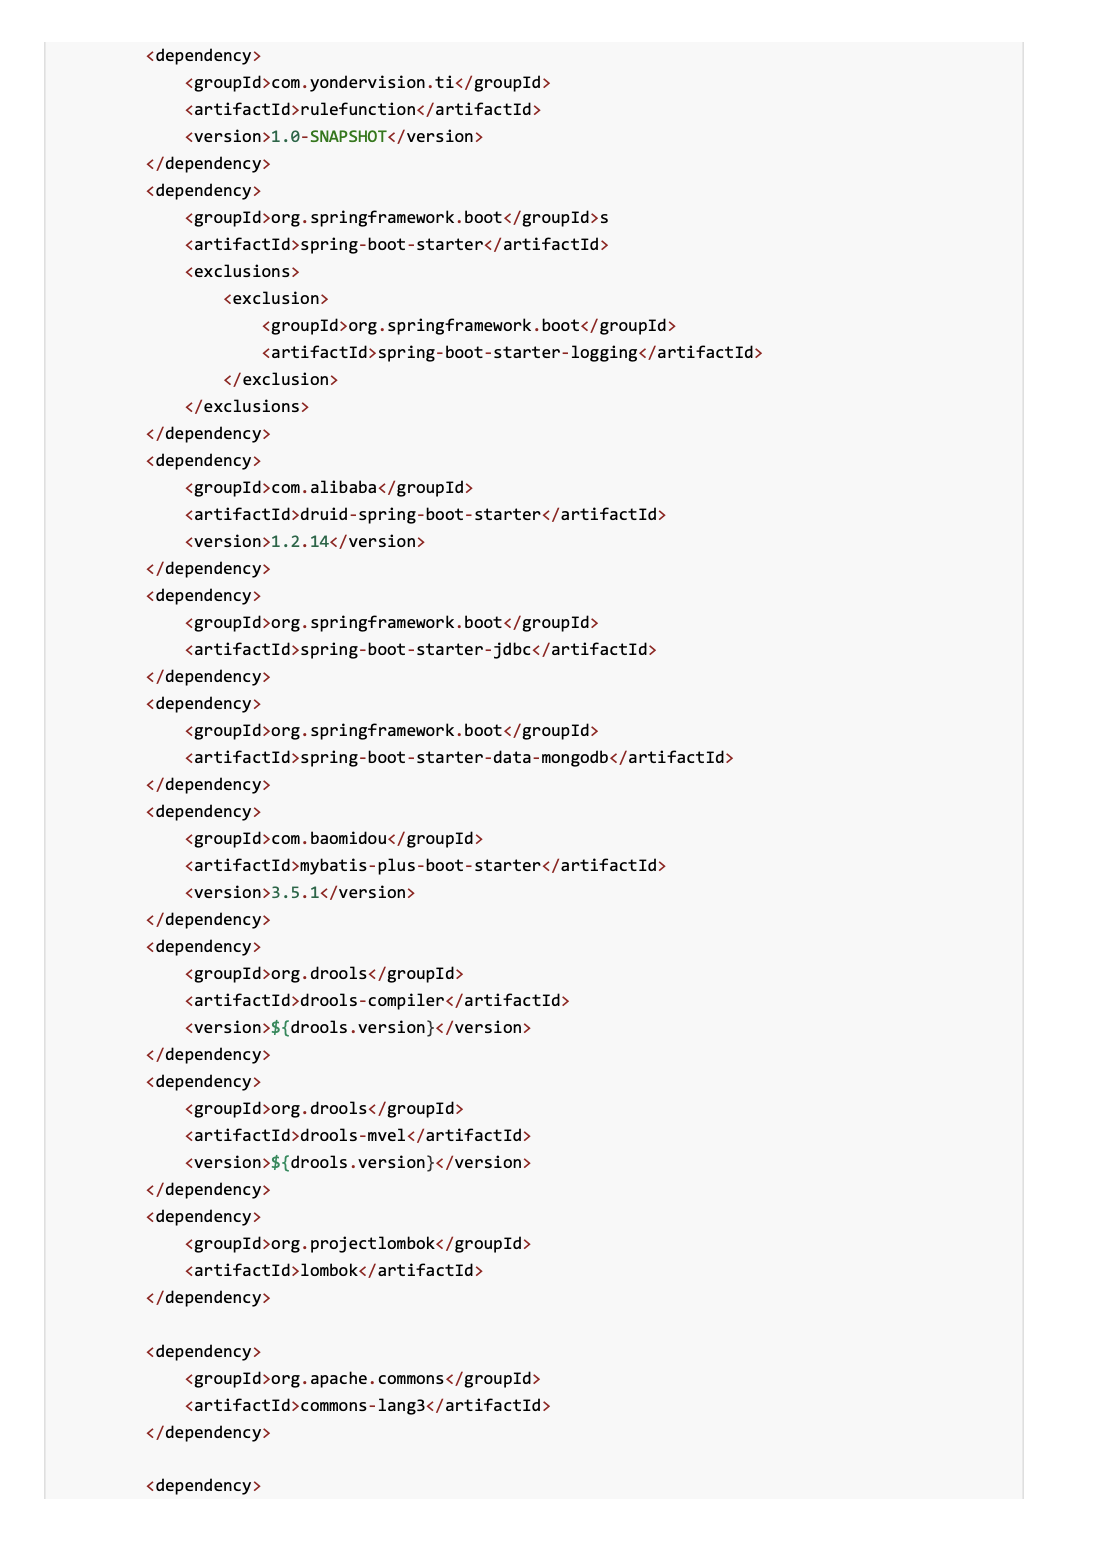 <dependency>
<groupId>com.yondervision.ti</groupId>
<artifactId>rulefunction</artifactId>
<version>1.0-SNAPSHOT</version>
</dependency>
<dependency>
<groupId>org.springframework.boot</groupId>s
<artifactId>spring-boot-starter</artifactId>
<exclusions>
<exclusion>
<groupId>org.springframework.boot</groupId>
<artifactId>spring-boot-starter-logging</artifactId>
</exclusion>
</exclusions>
</dependency>
<dependency>
<groupId>com.alibaba</groupId>
<artifactId>druid-spring-boot-starter</artifactId>
<version>1.2.14</version>
</dependency>
<dependency>
<groupId>org.springframework.boot</groupId>
<artifactId>spring-boot-starter-jdbc</artifactId>
</dependency>
<dependency>
<groupId>org.springframework.boot</groupId>
<artifactId>spring-boot-starter-data-mongodb</artifactId>
</dependency>
<dependency>
<groupId>com.baomidou</groupId>
<artifactId>mybatis-plus-boot-starter</artifactId>
<version>3.5.1</version>
</dependency>
<dependency>
<groupId>org.drools</groupId>
<artifactId>drools-compiler</artifactId>
<version>${drools.version}</version>
</dependency>
<dependency>
<groupId>org.drools</groupId>
<artifactId>drools-mvel</artifactId>
<version>${drools.version}</version>
</dependency>
<dependency>
<groupId>org.projectlombok</groupId>
<artifactId>lombok</artifactId>
</dependency>
<dependency>
<groupId>org.apache.commons</groupId>
<artifactId>commons-lang3</artifactId>
</dependency>
<dependency>